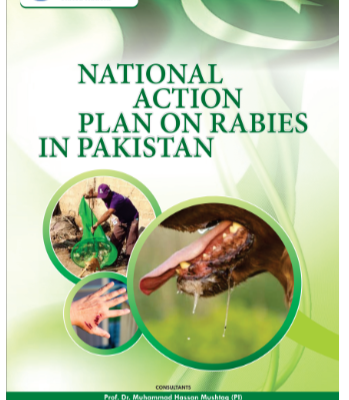 NATIONAL
ACTION
PLAN ON RABIES
IN PAKISTAN
CONSULTANTS
Prof. Dr. Muhammad Hassan Mushtaq (PI)